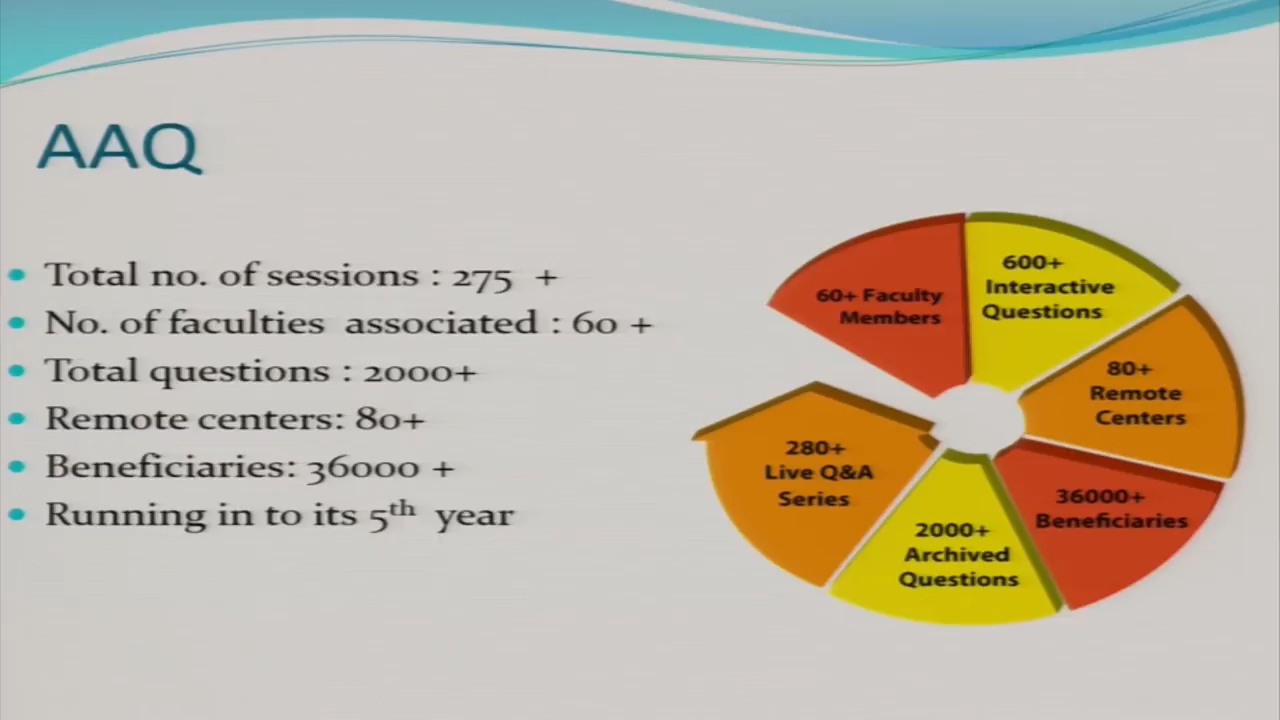 AAQ
Total no. of sessions : 275 +
No. of faculties associated : 60 +
Total questions : 2000+
Remote centers: 80+
Beneficiaries: 36000 +
Running in to its 5th year
60+ Faculty
Members
600+
Interactive
Questions
80+
Remote
Centers
36000+
Beneficiaries
2000+
Archived
Questions
280+
Live Q&A
Series